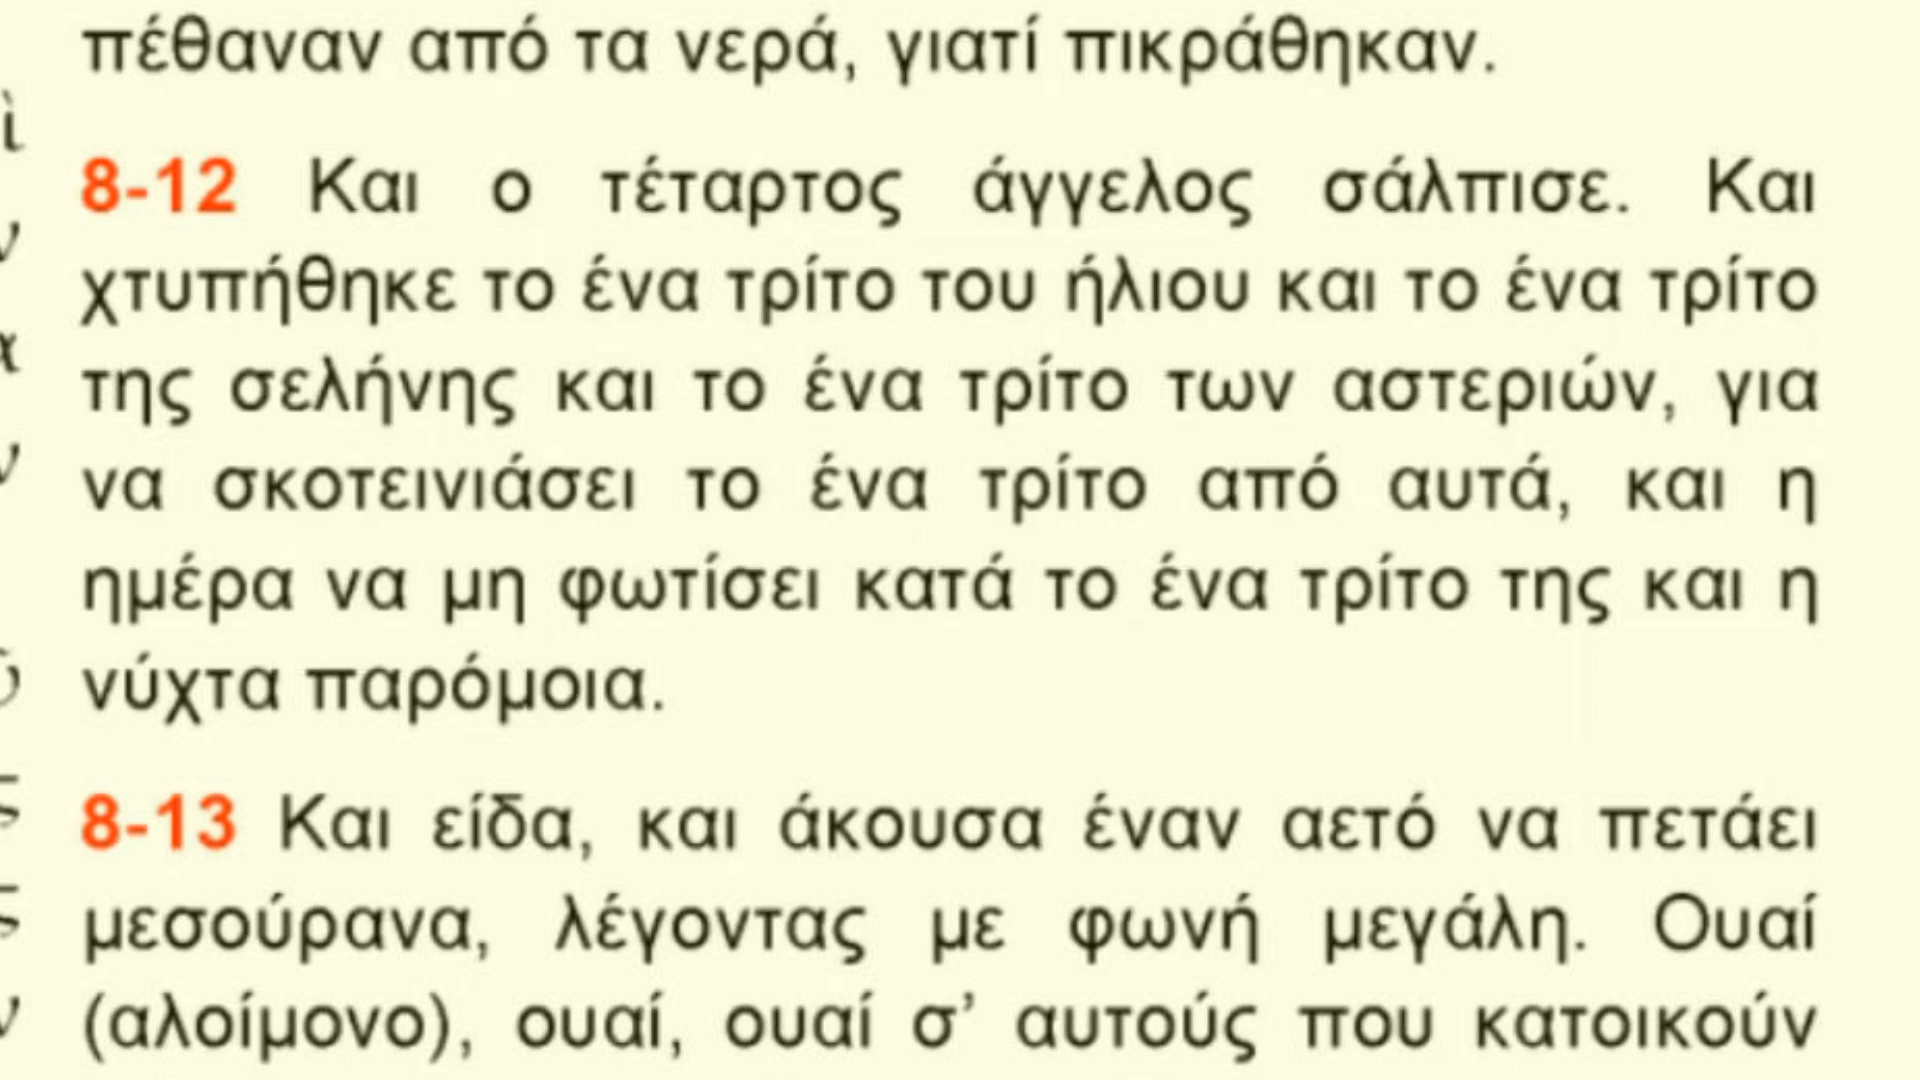 πέθαναν από τα νερά, γιατί πικράθηκαν.
8-12 Και ο τέταρτος άγγελος σάλπισε. Και
χτυπήθηκε το ένα τρίτο του ήλιου και το ένα τρίτο
της σελήνης και το ένα τρίτο των αστεριών, για
να σκοτεινιάσει το ένα τρίτο από αυτά, και η
ημέρα να μη φωτίσει κατά το ένα τρίτο της και η
νύχτα παρόμοια.
8-13 Και είδα, και άκουσα έναν αετό να πετάει
μεσούρανα, λέγοντας με φωνή μεγάλη. Ουαί
(αλοίμονο), ουαί, ουαί σ’ αυτούς που κατοικούν